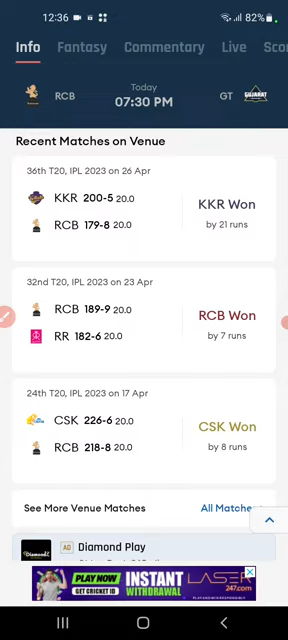 12:36
82%
Info Fantasy Commentary Live Sco
RCB
Today
07:30 PM
GT
GUJARAT
Recent Matches on Venue
36th T20, IPL 2023 on 26 Apr
KKR 200-5 20.0
RCB 179-8 20.0
KKR Won
by 21 runs
32nd T20, IPL 2023 on 23 Apr
RCB 189-9 20.0
RR 182-6 20.0
RCB Won
by 7 runs
24th T20, IPL 2023 on 17 Apr
CSK 226-6 20.0
RCB 218-8 20.0
CSK Won
by 8 runs
See More Venue Matches
All Matche
AD Diamond Play
PLAY NOW
GET CRICKET ID
INSTANT
WITHDRAWAL
LASER
247.com